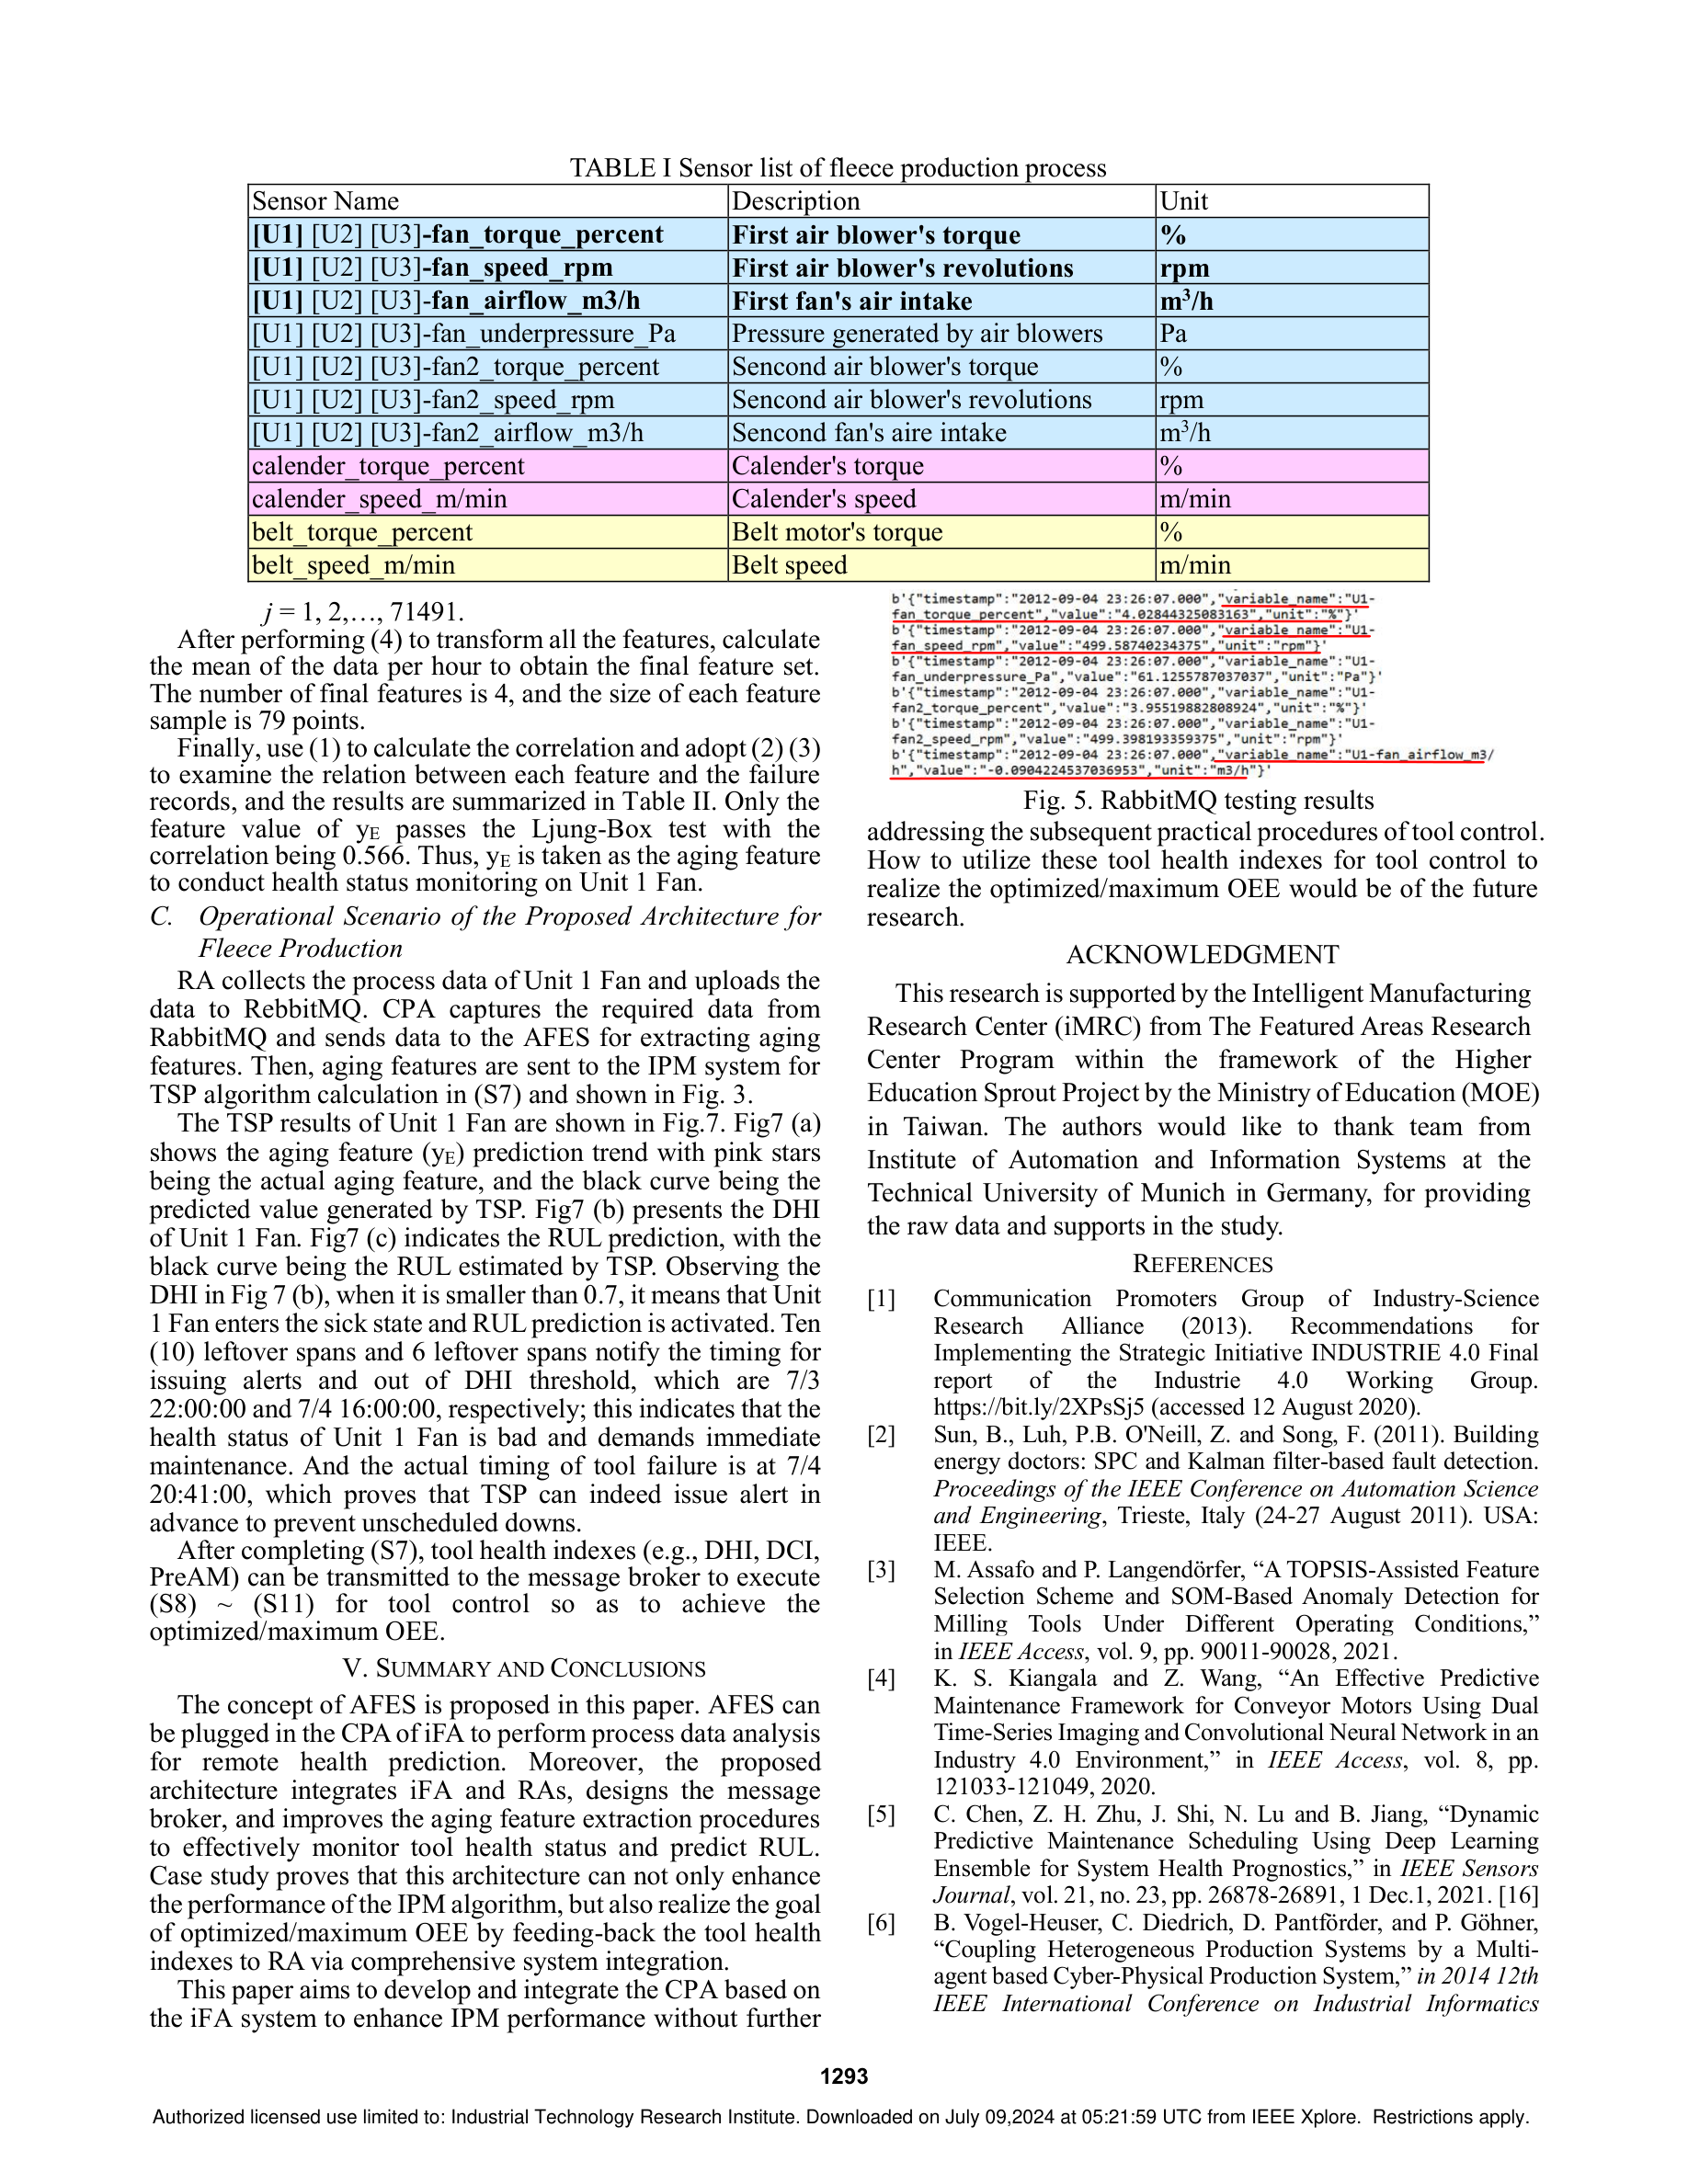 TABLE I Sensor list of fleece production process
Sensor Name Description Unit
[U1] [U2] [U3]-fan_torque_percent First air blower's torque %
[U1] [U2] [U3]-fan_speed_rpm First air blower's revolutions rpm
[U1] [U2] [U3]-fan_airflow_m3/h First fan's air intake m³/h
[U1] [U2] [U3]-fan_underpressure_Pa Pressure generated by air blowers Pa
[U1] [U2] [U3]-fan2_torque_percent Sencond air blower's torque %
[U1] [U2] [U3]-fan2_speed_rpm Sencond air blower's revolutions rpm
[U1] [U2] [U3]-fan2_airflow_m3/h Sencond fan's aire intake m³/h
calender_torque_percent Calender's torque %
calender_speed_m/min Calender's speed m/min
belt_torque_percent Belt motor's torque %
belt_speed_m/min Belt speed m/min
j = 1, 2,…, 71491.
After performing (4) to transform all the features, calculate
the mean of the data per hour to obtain the final feature set.
The number of final features is 4, and the size of each feature
sample is 79 points.
Finally, use (1) to calculate the correlation and adopt (2) (3)
to examine the relation between each feature and the failure
records, and the results are summarized in Table II. Only the
feature value of yE passes the Ljung-Box test with the
correlation being 0.566. Thus, yE is taken as the aging feature
to conduct health status monitoring on Unit 1 Fan.
C. Operational Scenario of the Proposed Architecture for
Fleece Production
RA collects the process data of Unit 1 Fan and uploads the
data to RebbitMQ. CPA captures the required data from
RabbitMQ and sends data to the AFES for extracting aging
features. Then, aging features are sent to the IPM system for
TSP algorithm calculation in (S7) and shown in Fig. 3.
The TSP results of Unit 1 Fan are shown in Fig.7. Fig7 (a)
shows the aging feature (yE) prediction trend with pink stars
being the actual aging feature, and the black curve being the
predicted value generated by TSP. Fig7 (b) presents the DHI
of Unit 1 Fan. Fig7 (c) indicates the RUL prediction, with the
black curve being the RUL estimated by TSP. Observing the
DHI in Fig 7 (b), when it is smaller than 0.7, it means that Unit
1 Fan enters the sick state and RUL prediction is activated. Ten
(10) leftover spans and 6 leftover spans notify the timing for
issuing alerts and out of DHI threshold, which are 7/3
22:00:00 and 7/4 16:00:00, respectively; this indicates that the
health status of Unit 1 Fan is bad and demands immediate
maintenance. And the actual timing of tool failure is at 7/4
20:41:00, which proves that TSP can indeed issue alert in
advance to prevent unscheduled downs.
After completing (S7), tool health indexes (e.g., DHI, DCI,
PreAM) can be transmitted to the message broker to execute
(S8) ~ (S11) for tool control so as to achieve the
optimized/maximum OEE.
V. SUMMARY AND CONCLUSIONS
The concept of AFES is proposed in this paper. AFES can
be plugged in the CPA of iFA to perform process data analysis
for remote health prediction. Moreover, the proposed
architecture integrates iFA and RAs, designs the message
broker, and improves the aging feature extraction procedures
to effectively monitor tool health status and predict RUL.
Case study proves that this architecture can not only enhance
the performance of the IPM algorithm, but also realize the goal
of optimized/maximum OEE by feeding-back the tool health
indexes to RA via comprehensive system integration.
This paper aims to develop and integrate the CPA based on
the iFA system to enhance IPM performance without further
b'{"timestamp":"2012-09-04 23:26:07.000","variable_name":"U1-
fan_torque_percent","value":"4.02844325083163","unit":"%"}'
b'{"timestamp":"2012-09-04 23:26:07.000","variable_name":"U1-
fan_speed_rpm","value":"499.58740234375","unit":"rpm"}'
b'{"timestamp":"2012-09-04 23:26:07.000","variable_name":"U1-
fan_underpressure_Pa","value":"61.1255787037037","unit":"Pa"}'
b'{"timestamp":"2012-09-04 23:26:07.000","variable_name":"U1-
fan2_torque_percent","value":"3.95519882808924","unit":"%"}'
b'{"timestamp":"2012-09-04 23:26:07.000","variable_name":"U1-
fan2_speed_rpm","value":"499.398193359375","unit":"rpm"}'
b'{"timestamp":"2012-09-04 23:26:07.000","variable_name":"U1-fan_airflow_m3/
h","value":"-0.0904224537036953","unit":"m3/h"}'
Fig. 5. RabbitMQ testing results
addressing the subsequent practical procedures of tool control.
How to utilize these tool health indexes for tool control to
realize the optimized/maximum OEE would be of the future
research.
ACKNOWLEDGMENT
This research is supported by the Intelligent Manufacturing
Research Center (iMRC) from The Featured Areas Research
Center Program within the framework of the Higher
Education Sprout Project by the Ministry of Education (MOE)
in Taiwan. The authors would like to thank team from
Institute of Automation and Information Systems at the
Technical University of Munich in Germany, for providing
the raw data and supports in the study.
REFERENCES
[1] Communication Promoters Group of Industry-Science
Research Alliance (2013). Recommendations for
Implementing the Strategic Initiative INDUSTRIE 4.0 Final
report of the Industrie 4.0 Working Group.
https://bit.ly/2XPsSj5 (accessed 12 August 2020).
[2] Sun, B., Luh, P.B. O'Neill, Z. and Song, F. (2011). Building
energy doctors: SPC and Kalman filter-based fault detection.
Proceedings of the IEEE Conference on Automation Science
and Engineering, Trieste, Italy (24-27 August 2011). USA:
IEEE.
[3] M. Assafo and P. Langendörfer, “A TOPSIS-Assisted Feature
Selection Scheme and SOM-Based Anomaly Detection for
Milling Tools Under Different Operating Conditions,”
in IEEE Access, vol. 9, pp. 90011-90028, 2021.
[4] K. S. Kiangala and Z. Wang, “An Effective Predictive
Maintenance Framework for Conveyor Motors Using Dual
Time-Series Imaging and Convolutional Neural Network in an
Industry 4.0 Environment,” in IEEE Access, vol. 8, pp.
121033-121049, 2020.
[5] C. Chen, Z. H. Zhu, J. Shi, N. Lu and B. Jiang, “Dynamic
Predictive Maintenance Scheduling Using Deep Learning
Ensemble for System Health Prognostics,” in IEEE Sensors
Journal, vol. 21, no. 23, pp. 26878-26891, 1 Dec.1, 2021. [16]
[6] B. Vogel-Heuser, C. Diedrich, D. Pantförder, and P. Göhner,
“Coupling Heterogeneous Production Systems by a Multi-
agent based Cyber-Physical Production System,” in 2014 12th
IEEE International Conference on Industrial Informatics
1293
Authorized licensed use limited to: Industrial Technology Research Institute. Downloaded on July 09,2024 at 05:21:59 UTC from IEEE Xplore. Restrictions apply.